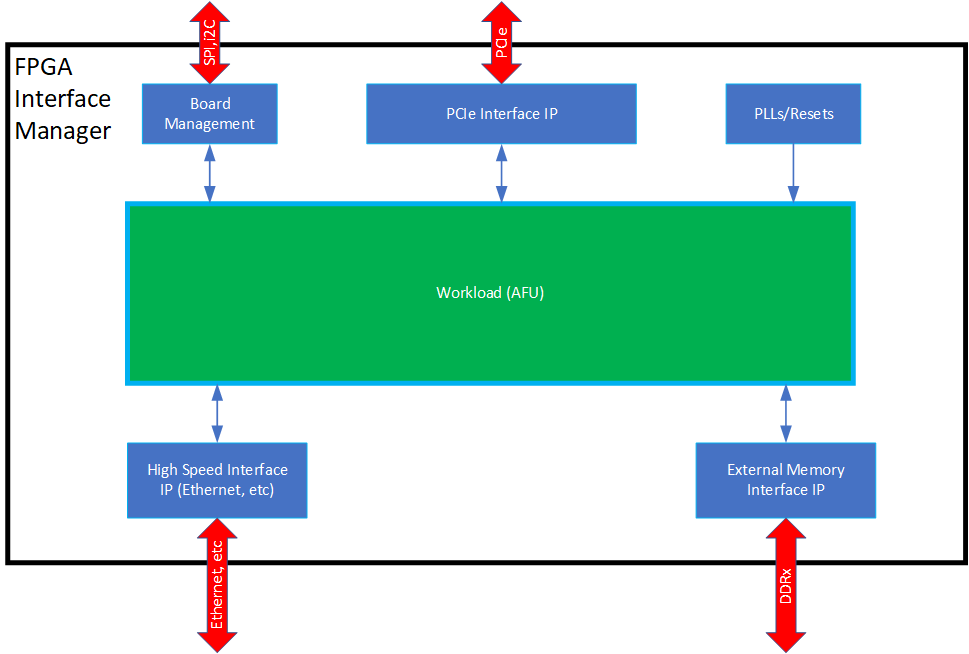 SPI,i2C
PCIe
FPGA
Interface
Manager
Board
Management
PCIe Interface IP
PLLs/Resets
Workload (AFU)
High Speed Interface
IP (Ethernet, etc)
External Memory
Interface IP
Ethernet, etc
DDRx